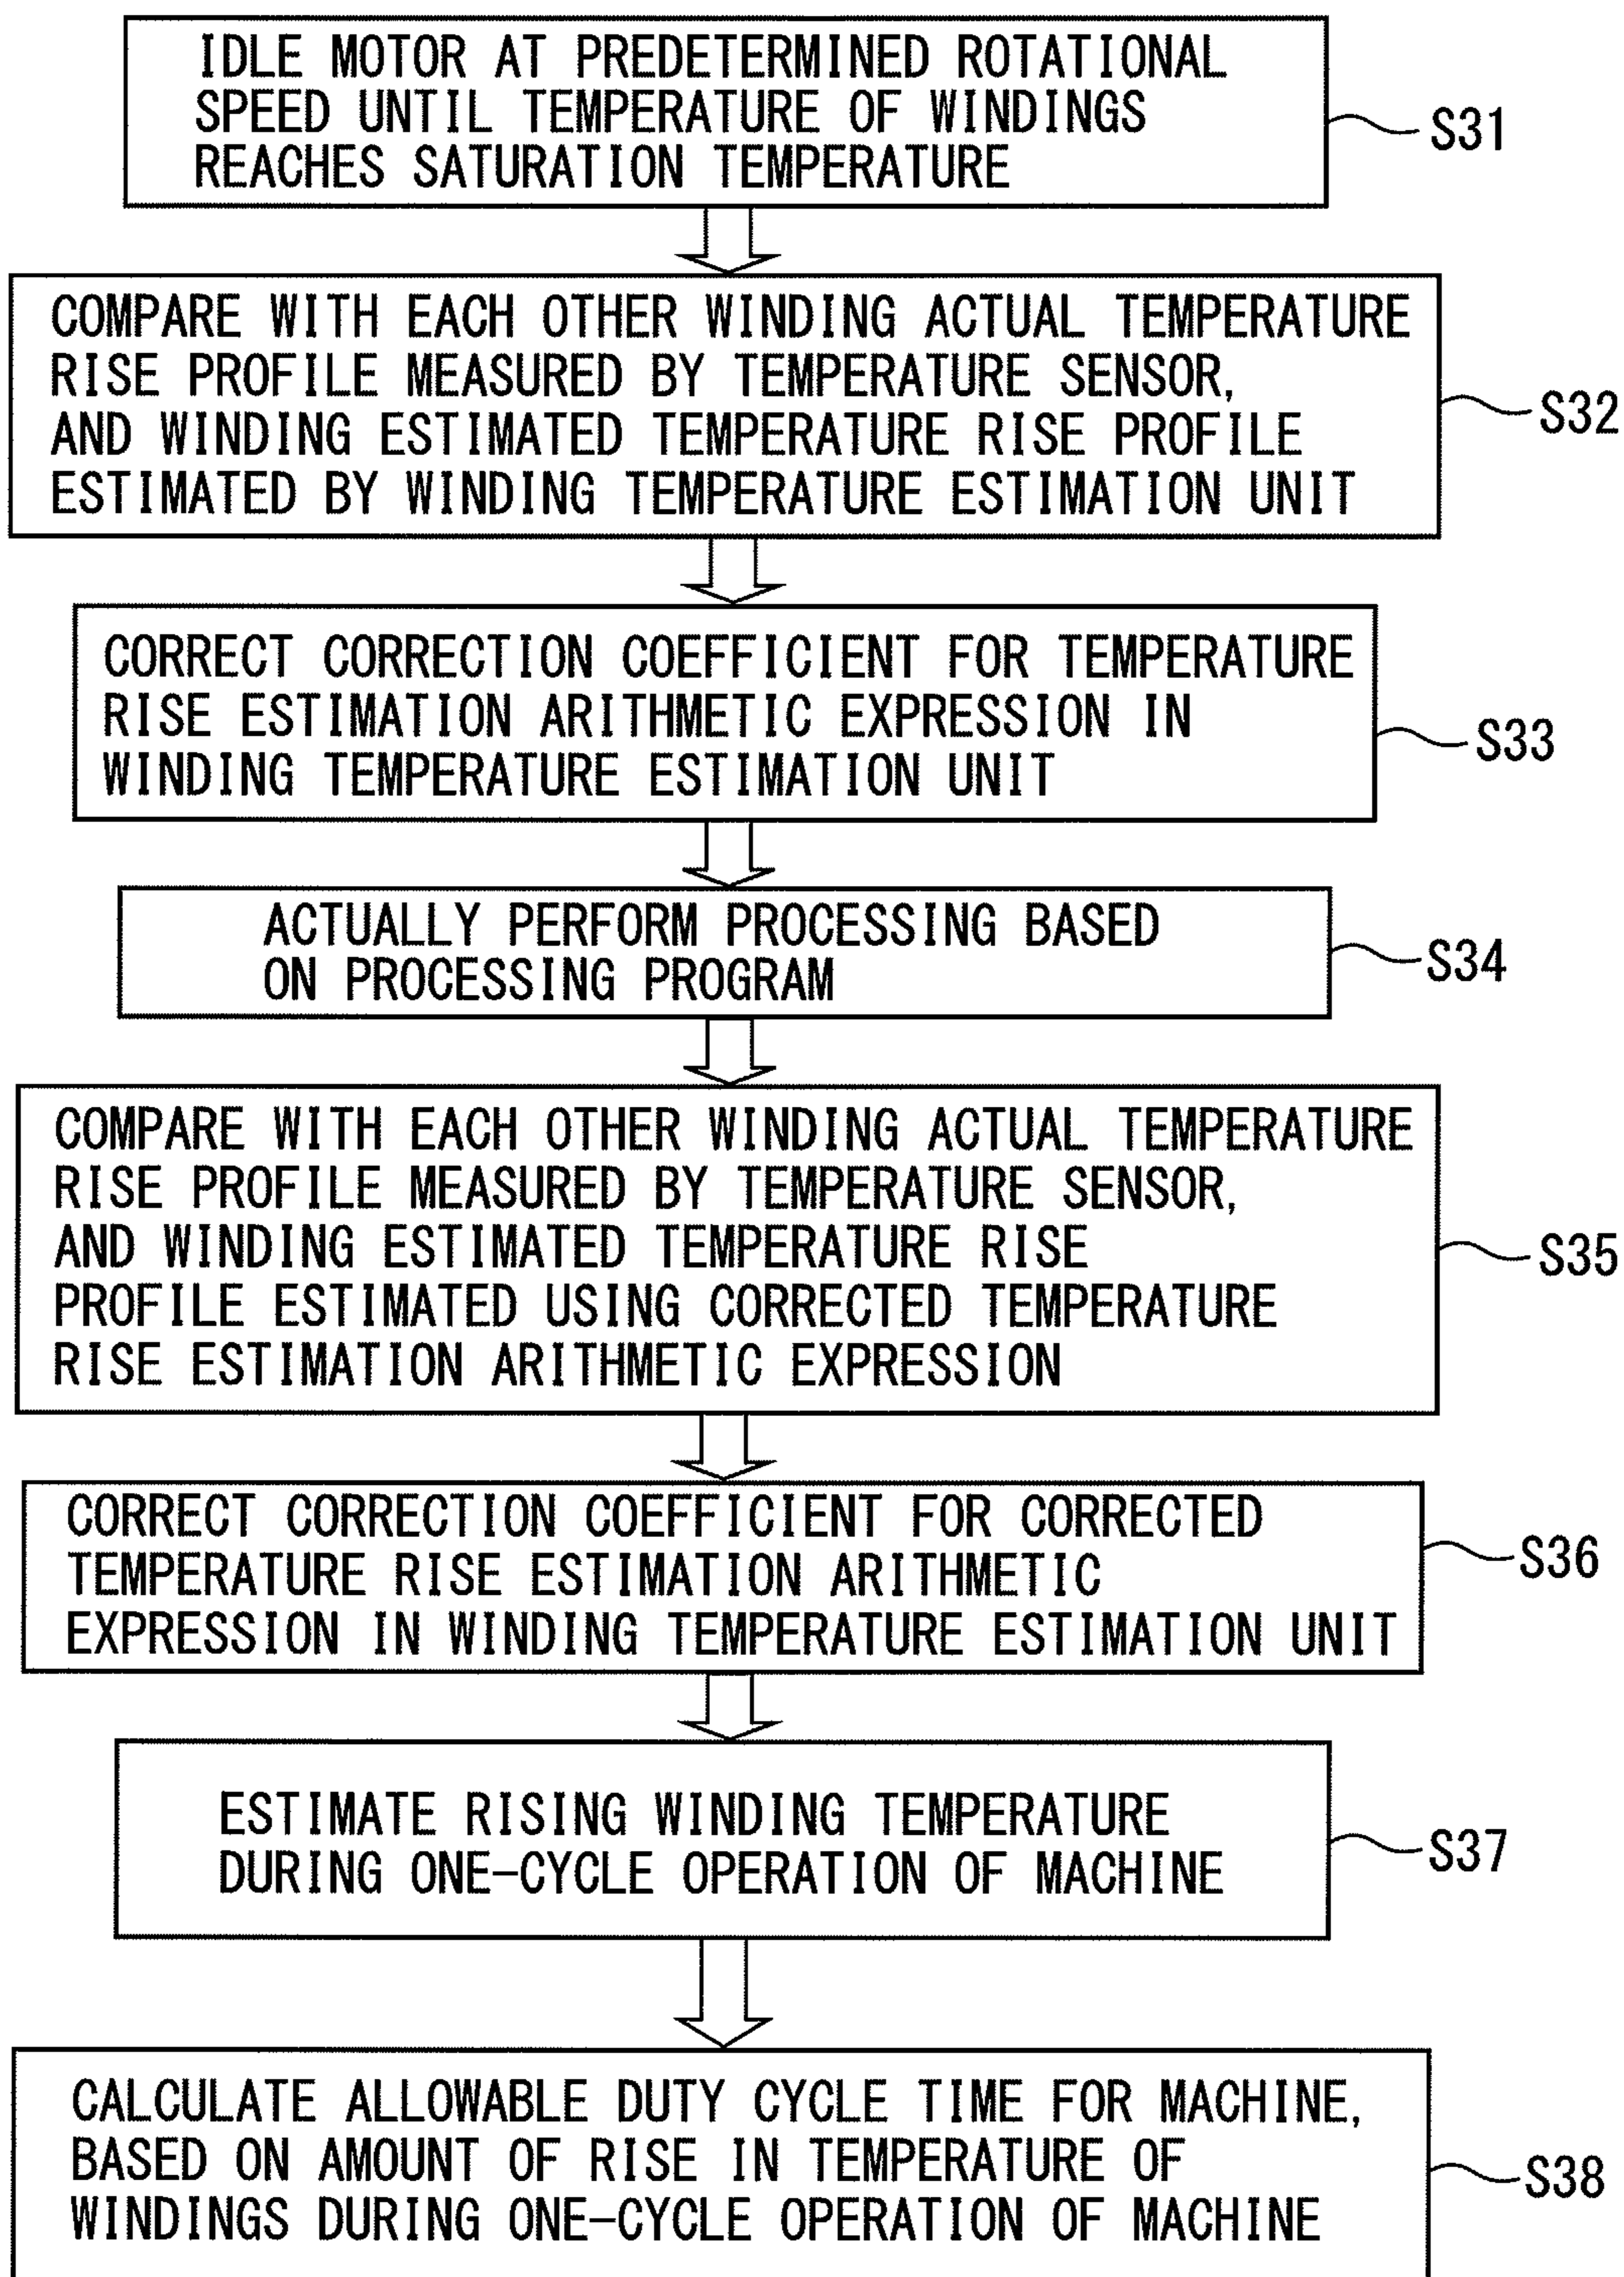 IDLE MOTOR AT PREDETERMINED ROTATIONAL
SPEED UNTIL TEMPERATURE OF WINDINGS
REACHES SATURATION TEMPERATURE
S31
COMPARE WITH EACH OTHER WINDING ACTUAL TEMPERATURE
RISE PROFILE MEASURED BY TEMPERATURE SENSOR,
AND WINDING ESTIMATED TEMPERATURE RISE PROFILE
ESTIMATED BY WINDING TEMPERATURE ESTIMATION UNIT
S32
CORRECT CORRECTION COEFFICIENT FOR TEMPERATURE
RISE ESTIMATION ARITHMETIC EXPRESSION IN
WINDING TEMPERATURE ESTIMATION UNIT
S33
ACTUALLY PERFORM PROCESSING BASED
ON PROCESSING PROGRAM
S34
COMPARE WITH EACH OTHER WINDING ACTUAL TEMPERATURE
RISE PROFILE MEASURED BY TEMPERATURE SENSOR,
AND WINDING ESTIMATED TEMPERATURE RISE
PROFILE ESTIMATED USING CORRECTED TEMPERATURE
RISE ESTIMATION ARITHMETIC EXPRESSION
S35
CORRECT CORRECTION COEFFICIENT FOR CORRECTED
TEMPERATURE RISE ESTIMATION ARITHMETIC
EXPRESSION IN WINDING TEMPERATURE ESTIMATION UNIT
S36
ESTIMATE RISING WINDING TEMPERATURE
DURING ONE-CYCLE OPERATION OF MACHINE
S37
CALCULATE ALLOWABLE DUTY CYCLE TIME FOR MACHINE,
BASED ON AMOUNT OF RISE IN TEMPERATURE OF
WINDINGS DURING ONE-CYCLE OPERATION OF MACHINE
S38